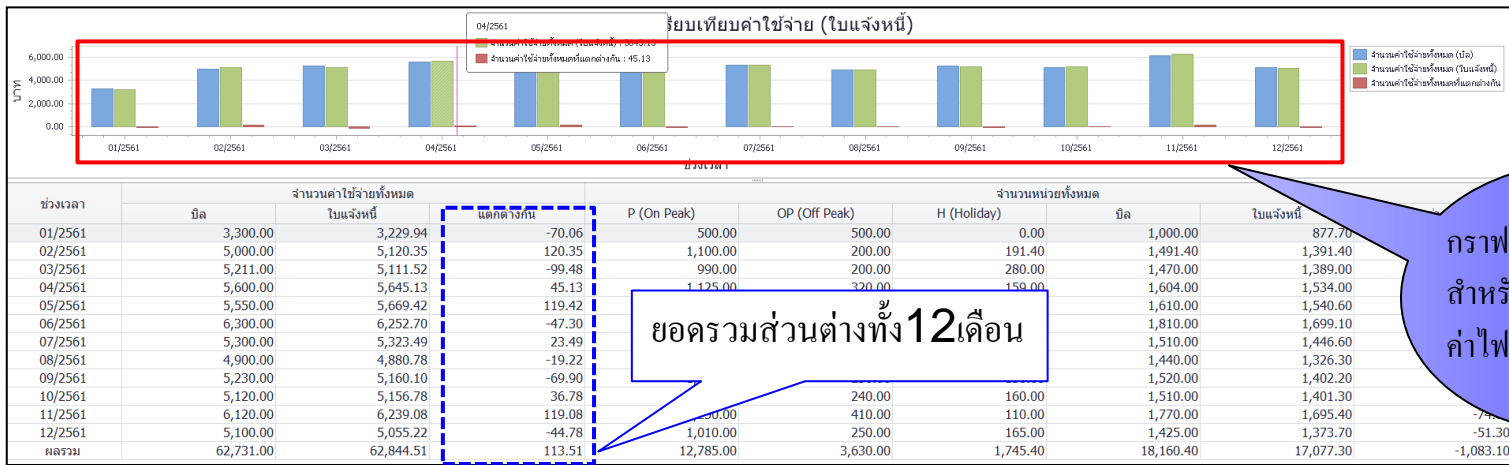 รียบเทียบค่าใช้จ่าย (ใบแจ้งหนี้)
04/2561
จำนวนค่าใช้จ่ายทั้งหมดที่แตกต่างกัน : 45.13
จำนวนค่าใช้จ่ายทั้งหมด (บิล)
จำนวนค่าใช้จ่ายทั้งหมด (ใบแจ้งหนี้)
จำนวนค่าใช้จ่ายทั้งหมดที่แตกต่างกัน
บาท
6,000.00
4,000.00
2,000.00
0.00
01/2561 02/2561 03/2561 04/2561 05/2561 06/2561 07/2561 08/2561 09/2561 10/2561 11/2561 12/2561
ช่วงเวลา
ช่วงเวลา จำนวนค่าใช้จ่ายทั้งหมด จำนวนหน่วยทั้งหมด
บิล ใบแจ้งหนี้ แตกต่างกัน P (On Peak) OP (Off Peak) H (Holiday) บิล ใบแจ้งหนี้
01/2561 3,300.00 3,229.94 -70.06 500.00 500.00 0.00 1,000.00 877.70
02/2561 5,000.00 5,120.35 120.35 1,100.00 200.00 191.40 1,491.40 1,391.40
03/2561 5,211.00 5,111.52 -99.48 990.00 200.00 280.00 1,470.00 1,389.00
04/2561 5,600.00 5,645.13 45.13 1,125.00 320.00 159.00 1,604.00 1,534.00
05/2561 5,550.00 5,669.42 119.42 1,610.00 1,540.60
06/2561 6,300.00 6,252.70 -47.30 1,810.00 1,699.10
07/2561 5,300.00 5,323.49 23.49 1,510.00 1,446.60
08/2561 4,900.00 4,880.78 -19.22 1,440.00 1,326.30
09/2561 5,230.00 5,160.10 -69.90 1,520.00 1,402.20
10/2561 5,120.00 5,156.78 36.78 240.00 160.00 1,510.00 1,401.30
11/2561 6,120.00 6,239.08 119.08 410.00 110.00 1,770.00 1,695.40
12/2561 5,100.00 5,055.22 -44.78 1,010.00 250.00 165.00 1,425.00 1,373.70 -51.30
ผลรวม 62,731.00 62,844.51 113.51 12,785.00 3,630.00 1,745.40 18,160.40 17,077.30 -1,083.10
ยอดรวมส่วนต่างทั้ง12เดือน
กราฟ
สำหรั
ค่าไฟ